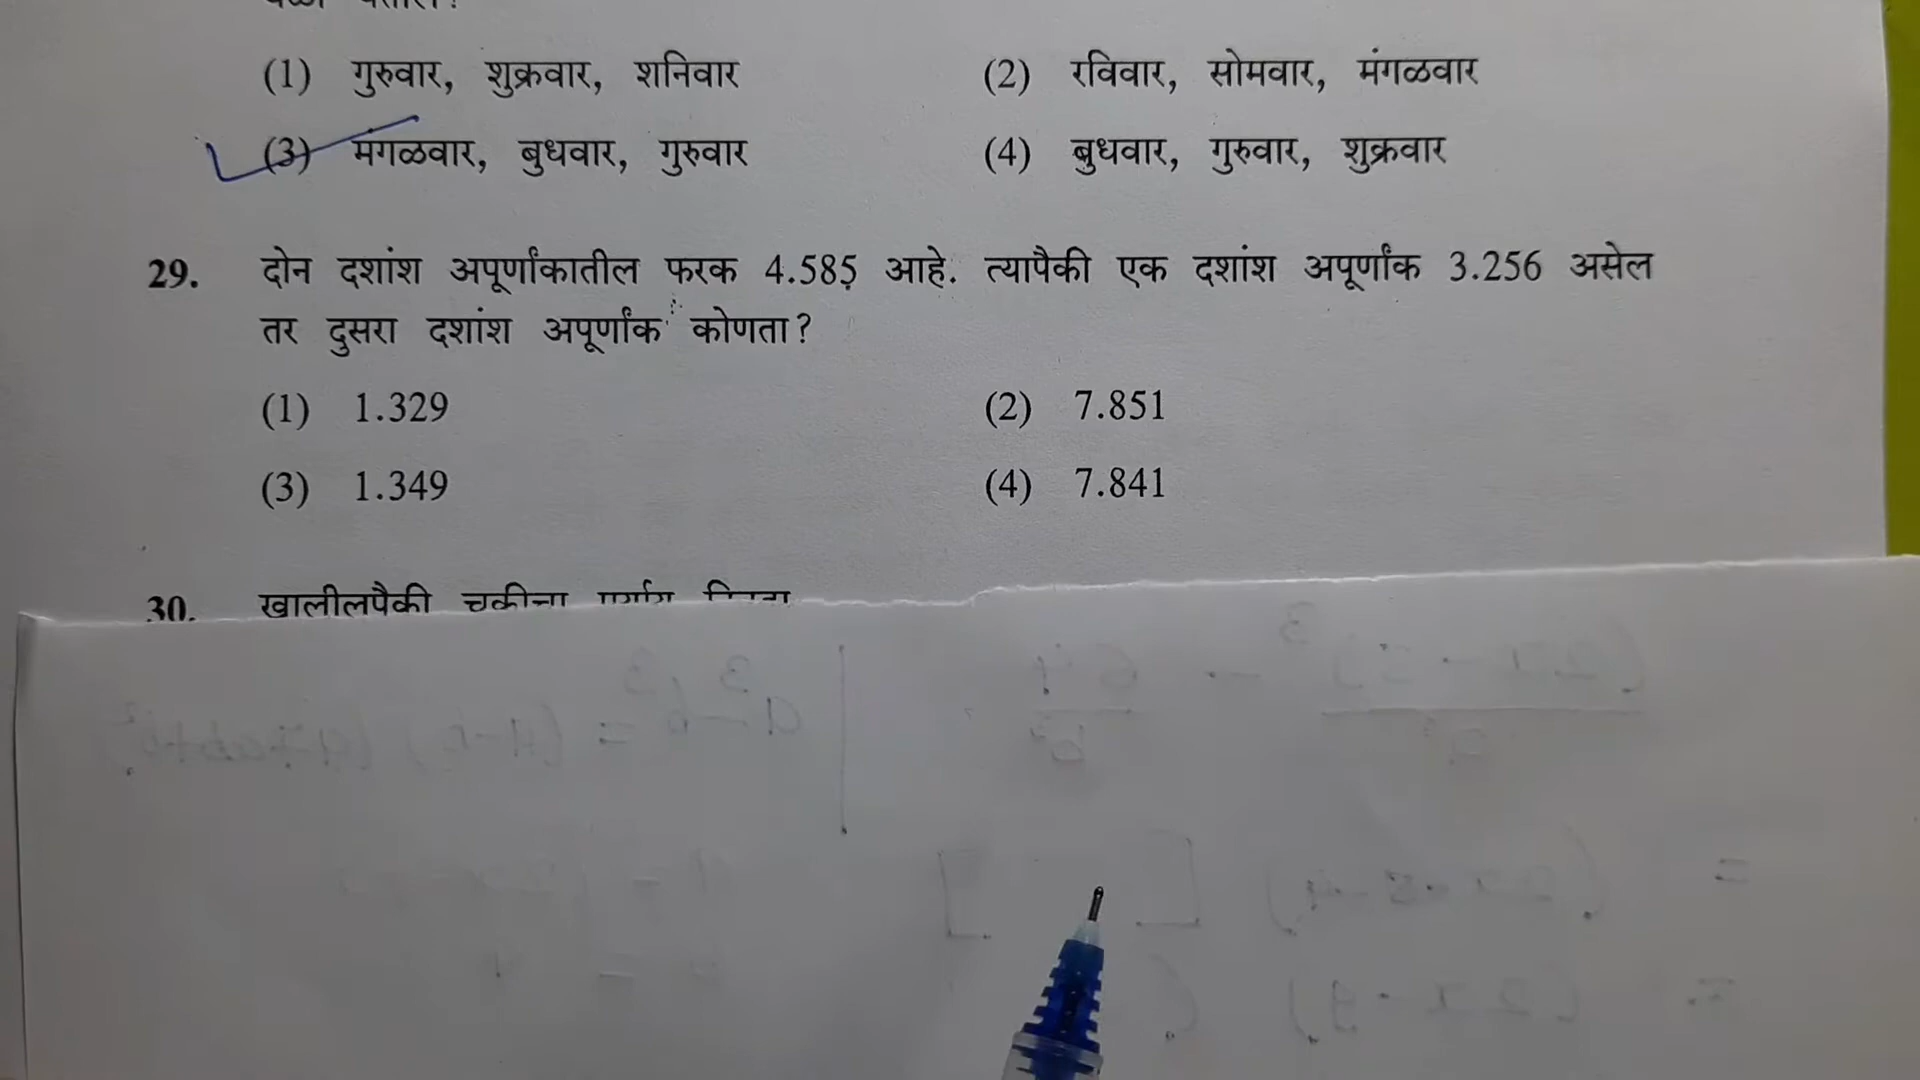 (1) गुरुवार, शुक्रवार, शनिवार (2) रविवार, सोमवार, मंगळवार
(3) मंगळवार, बुधवार, गुरुवार (4) बुधवार, गुरुवार, शुक्रवार
29. दोन दशांश अपूर्णांकातील फरक 4.585 आहे. त्यापैकी एक दशांश अपूर्णांक 3.256 असेल
तर दुसरा दशांश अपूर्णांक कोणता?
(1) 1.329 (2) 7.851
(3) 1.349 (4) 7.841
30. खालीलपैकी